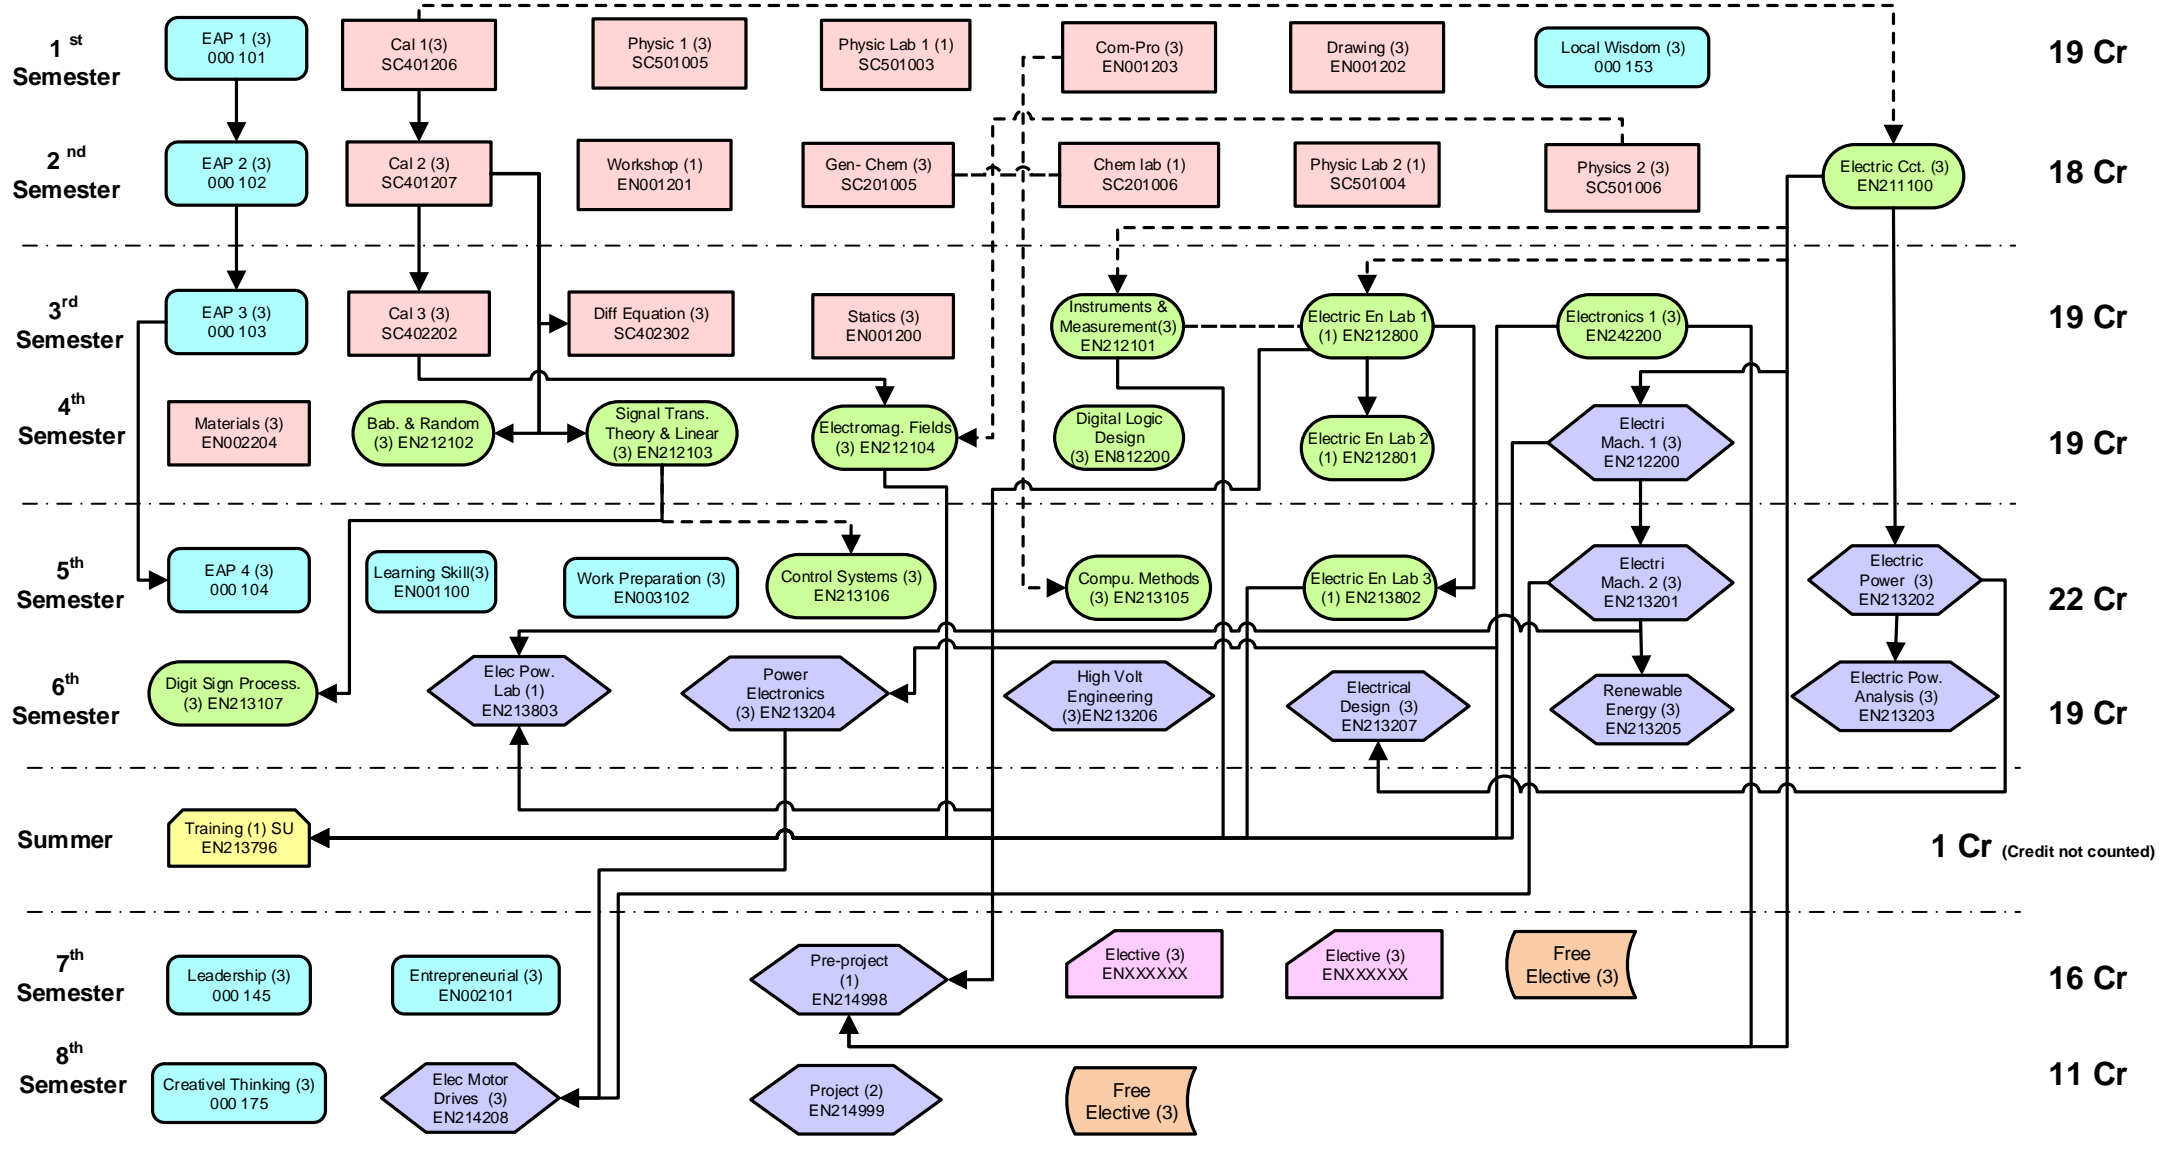 1 st
Semester
EAP 1 (3)
000 101
Cal 1(3)
SC401206
Physic 1 (3)
SC501005
Physic Lab 1 (1)
SC501003
Com-Pro (3)
EN001203
Drawing (3)
EN001202
Local Wisdom (3)
000 153
19 Cr
2 nd
Semester
EAP 2 (3)
000 102
Cal 2 (3)
SC401207
Workshop (1)
EN001201
Gen- Chem (3)
SC201005
Chem lab (1)
SC201006
Physic Lab 2 (1)
SC501004
Physics 2 (3)
SC501006
Electric Cct. (3)
EN211100
18 Cr
3rd
Semester
EAP 3 (3)
000 103
Cal 3 (3)
SC402202
Diff Equation (3)
SC402302
Statics (3)
EN001200
Instruments &
Measurement(3)
EN212101
Electric En Lab 1
(1) EN212800
Electronics 1 (3)
EN242200
19 Cr
4th
Semester
Materials (3)
EN002204
Bab. & Random
(3) EN212102
Signal Trans.
Theory & Linear
(3) EN212103
Electromag. Fields
(3) EN212104
Digital Logic
Design
(3) EN812200
Electric En Lab 2
(1) EN212801
Electri
Mach. 1 (3)
EN212200
19 Cr
5th
Semester
EAP 4 (3)
000 104
Learning Skill(3)
EN001100
Work Preparation (3)
EN003102
Control Systems (3)
EN213106
Compu. Methods
(3) EN213105
Electric En Lab 3
(1) EN213802
Electri
Mach. 2 (3)
EN213201
Electric
Power (3)
EN213202
22 Cr
6th
Semester
Digit Sign Process.
(3) EN213107
Elec Pow.
Lab (1)
EN213803
Power
Electronics
(3) EN213204
High Volt
Engineering
(3)EN213206
Electrical
Design (3)
EN213207
Renewable
Energy (3)
EN213205
Electric Pow.
Analysis (3)
EN213203
19 Cr
Summer
Training (1) SU
EN213796
1 Cr (Credit not counted)
7th
Semester
Leadership (3)
000 145
Entrepreneurial (3)
EN002101
Pre-project
(1)
EN214998
Elective (3)
ENXXXXXX
Elective (3)
ENXXXXXX
Free
Elective (3)
16 Cr
8th
Semester
Creativel Thinking (3)
000 175
Elec Motor
Drives (3)
EN214208
Project (2)
EN214999
Free
Elective (3)
11 Cr